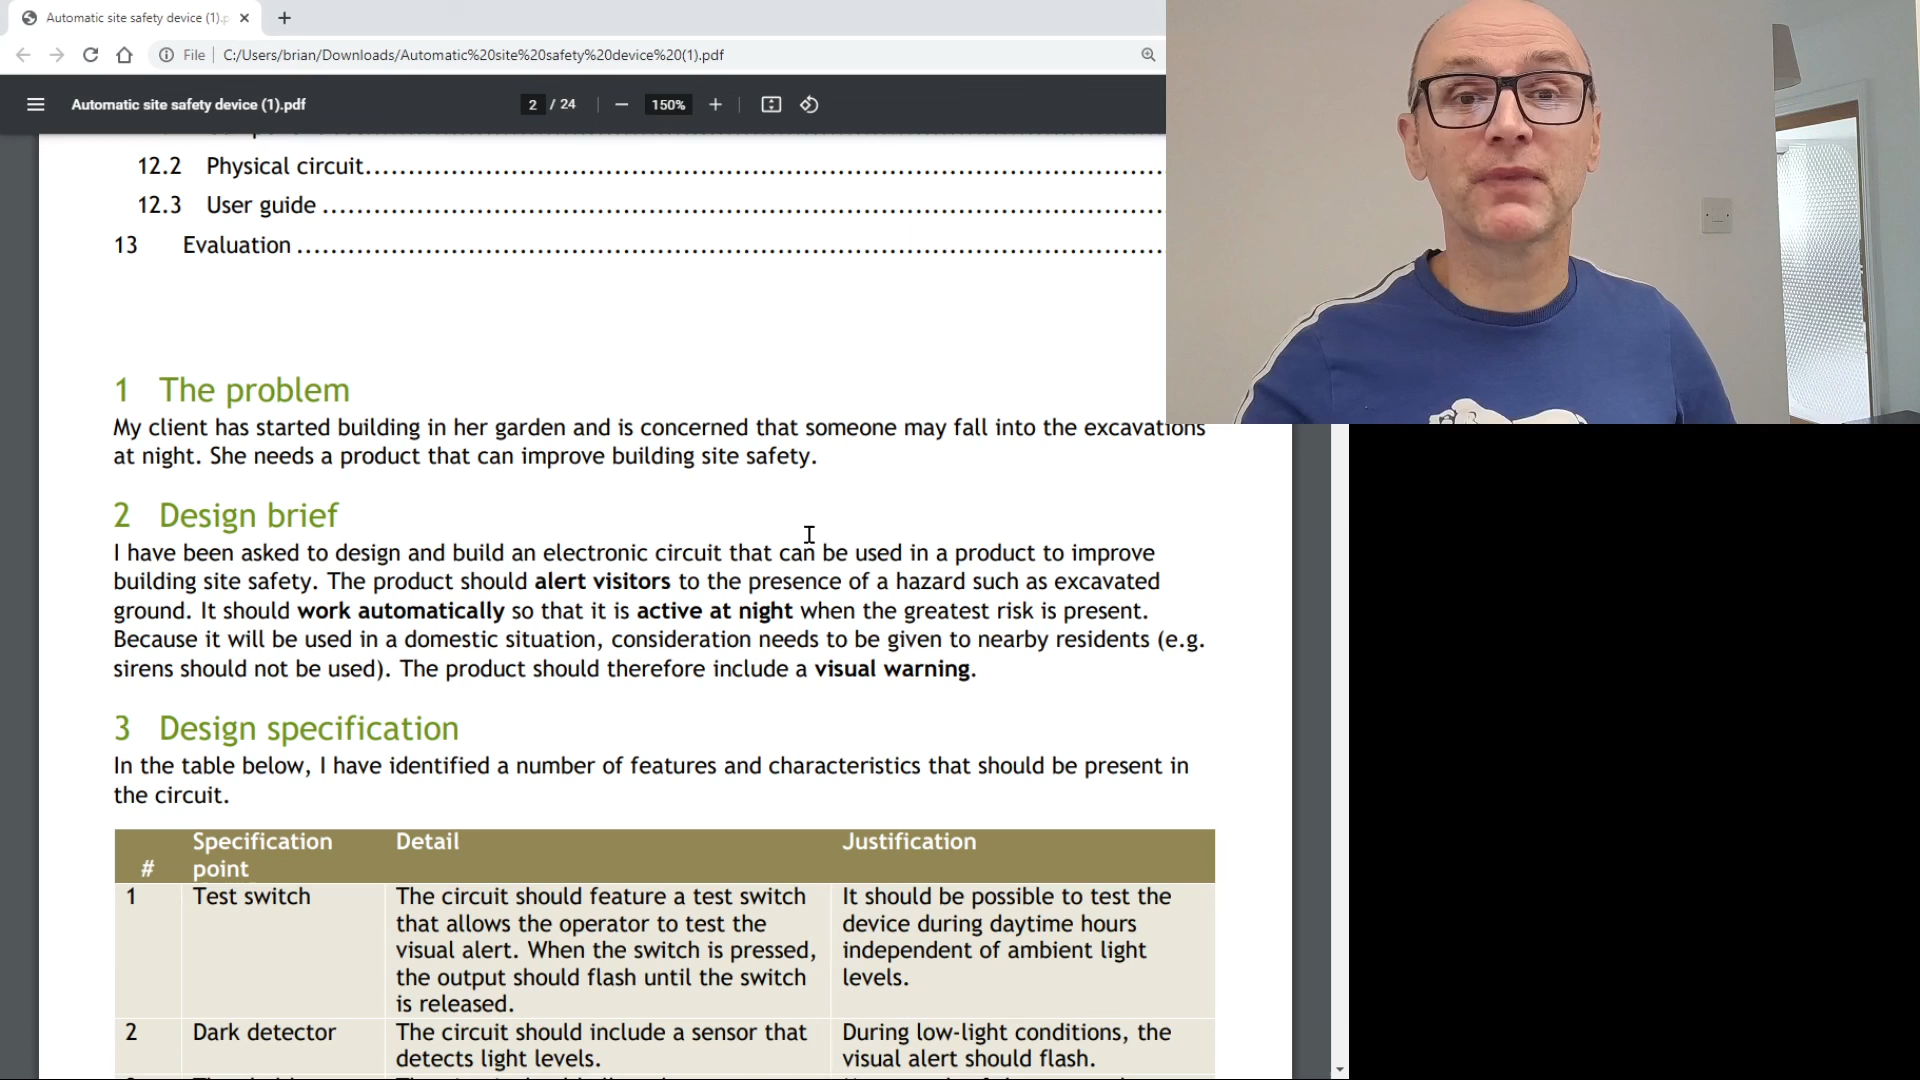 Automatic site safety device (1).p
File C:/Users/brian/Downloads/Automatic%20site%20safety%20device%20(1).pdf
Automatic site safety device (1).pdf 2 / 24 150%
12.2 Physical circuit
12.3 User guide
13 Evaluation
1 The problem
My client has started building in her garden and is concerned that someone may fall into the excavations
at night. She needs a product that can improve building site safety.
2 Design brief
I have been asked to design and build an electronic circuit that can be used in a product to improve
building site safety. The product should alert visitors to the presence of a hazard such as excavated
ground. It should work automatically so that it is active at night when the greatest risk is present.
Because it will be used in a domestic situation, consideration needs to be given to nearby residents (e.g.
sirens should not be used). The product should therefore include a visual warning.
3 Design specification
In the table below, I have identified a number of features and characteristics that should be present in
the circuit.
# Specification point Detail Justification
1 Test switch The circuit should feature a test switch It should be possible to test the
that allows the operator to test the device during daytime hours
visual alert. When the switch is pressed, independent of ambient light
the output should flash until the switch levels.
is released.
2 Dark detector The circuit should include a sensor that During low-light conditions, the
detects light levels. visual alert should flash.